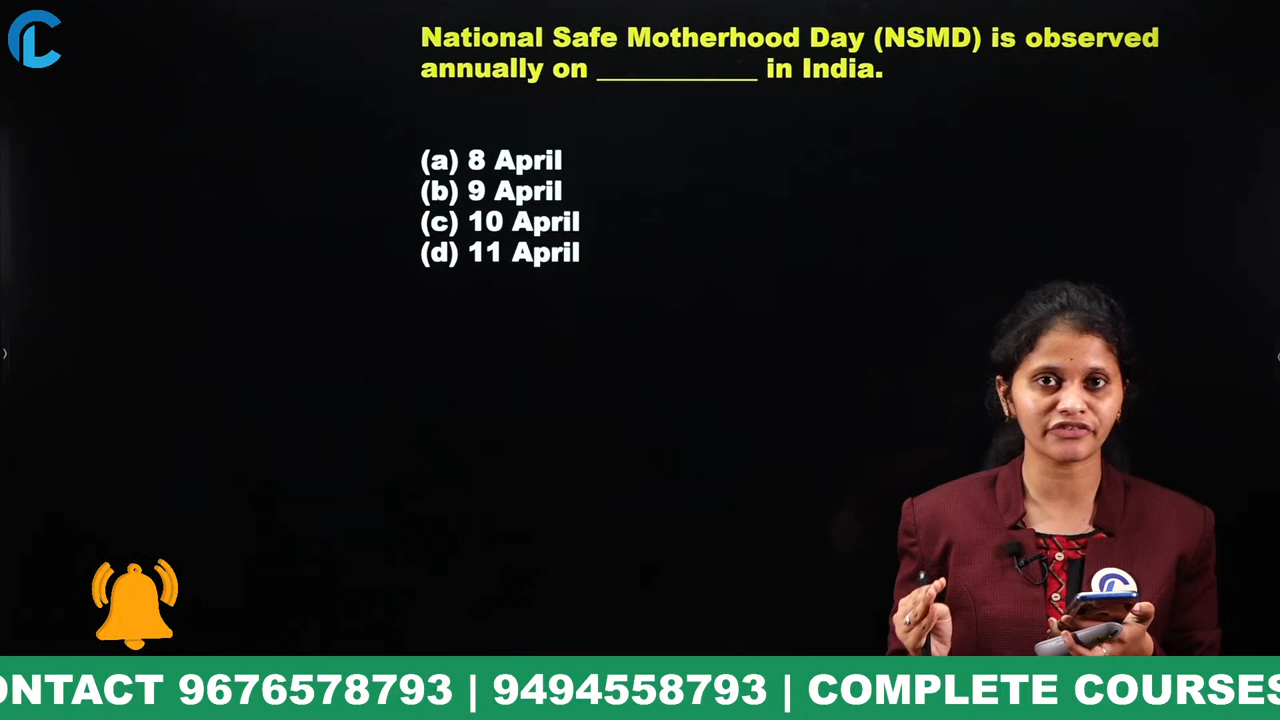 National Safe Motherhood Day (NSMD) is observed
annually on ___________ in India.
(a) 8 April
(b) 9 April
(c) 10 April
(d) 11 April
ONTACT 9676578793 | 9494558793 | COMPLETE COURSES